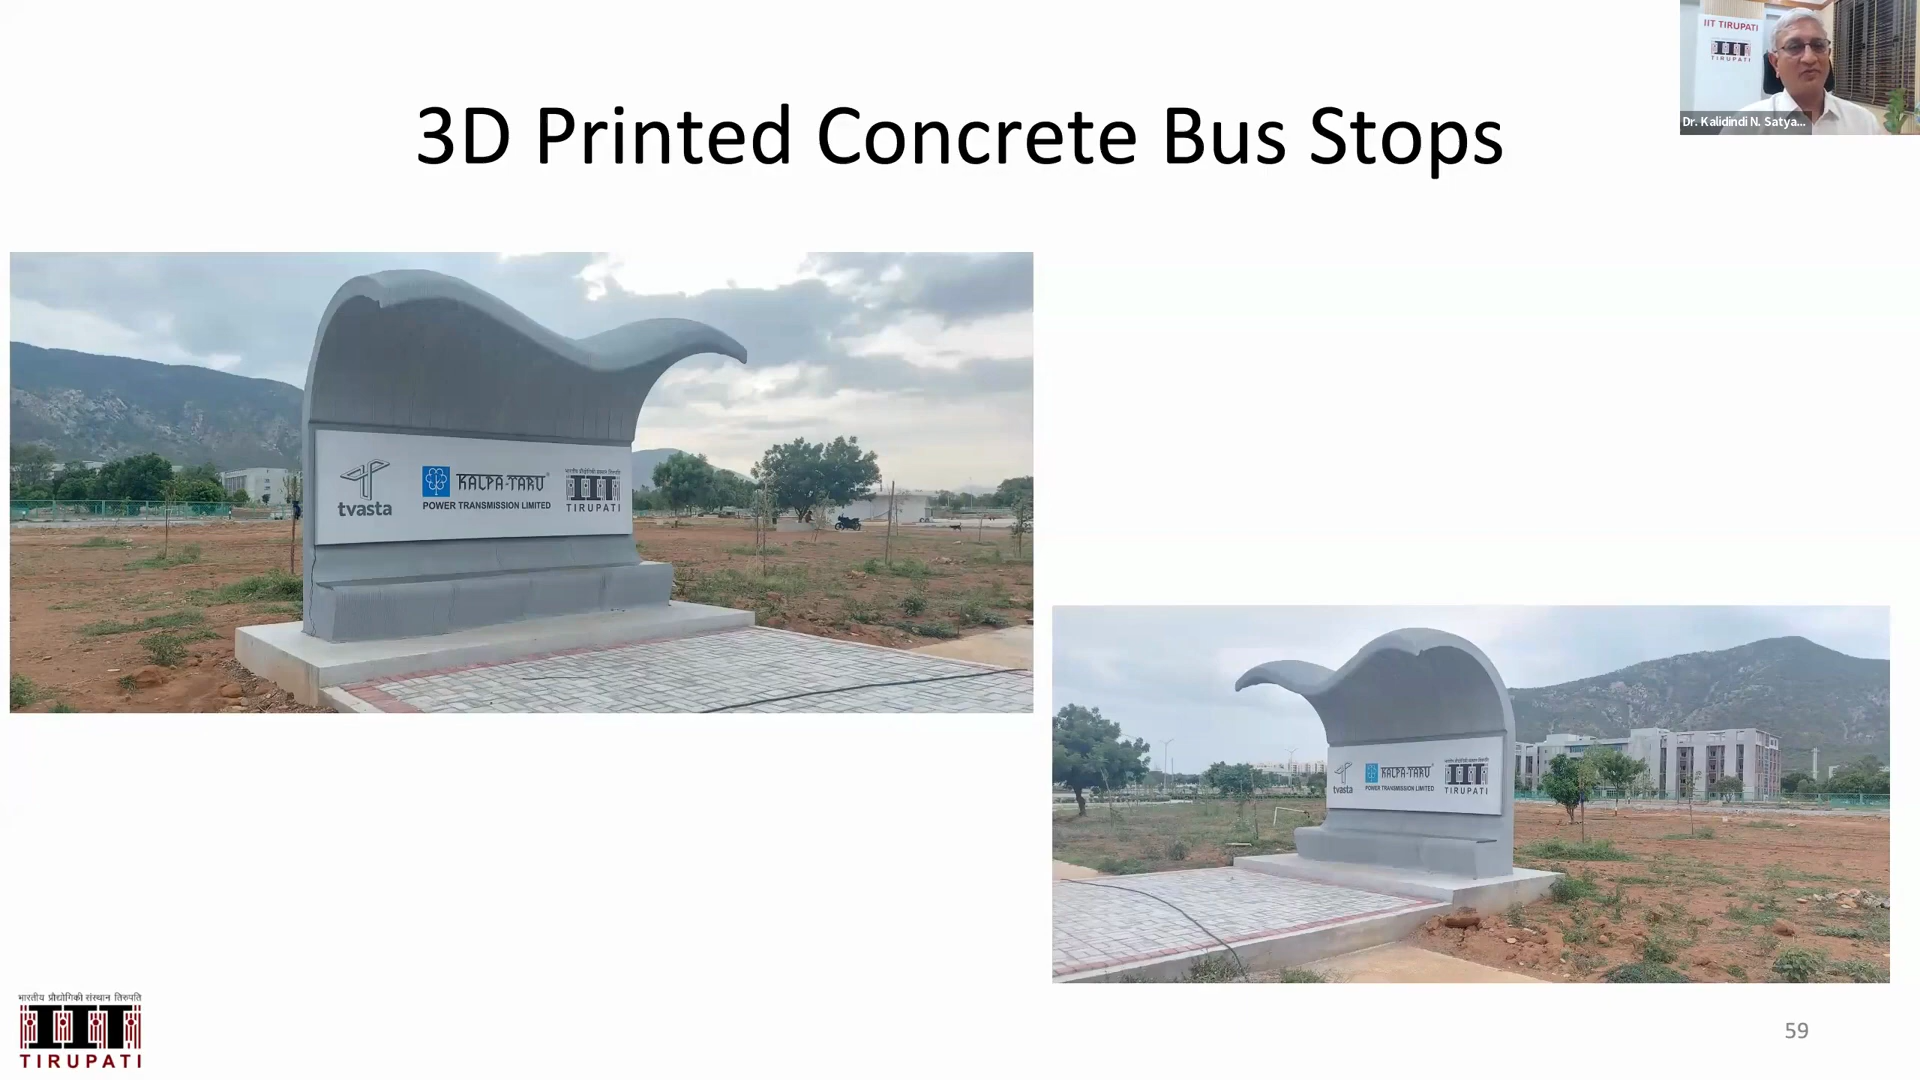 IIT TIRUPATI
TIRUPATI
Dr. Kalidindi N. Satya...
3D Printed Concrete Bus Stops
tvasta
KALPA-TARU
POWER TRANSMISSION LIMITED
भारतीय प्रौद्योगिकी संस्थान तिरुपति
TIRUPATI
tvasta
KALPA-TARU
POWER TRANSMISSION LIMITED
TIRUPATI
भारतीय प्रौद्योगिकी संस्थान तिरुपति
TIRUPATI
59